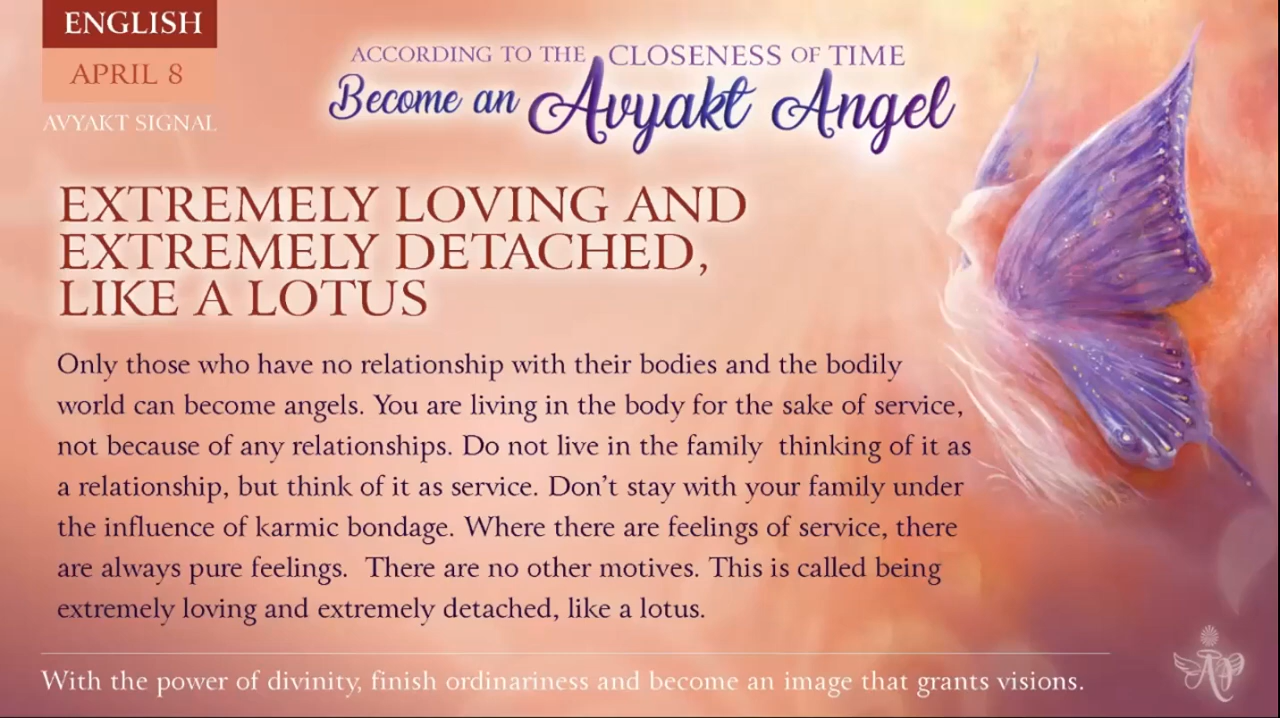 ENGLISH
APRIL 8
AVYAKT SIGNAL
ACCORDING TO THE CLOSENESS OF TIME
Become an Avyakt Angel
EXTREMELY LOVING AND
EXTREMELY DETACHED,
LIKE A LOTUS
Only those who have no relationship with their bodies and the bodily
world can become angels. You are living in the body for the sake of service,
not because of any relationships. Do not live in the family thinking of it as
a relationship, but think of it as service. Don’t stay with your family under
the influence of karmic bondage. Where there are feelings of service, there
are always pure feelings. There are no other motives. This is called being
extremely loving and extremely detached, like a lotus.
With the power of divinity, finish ordinariness and become an image that grants visions.